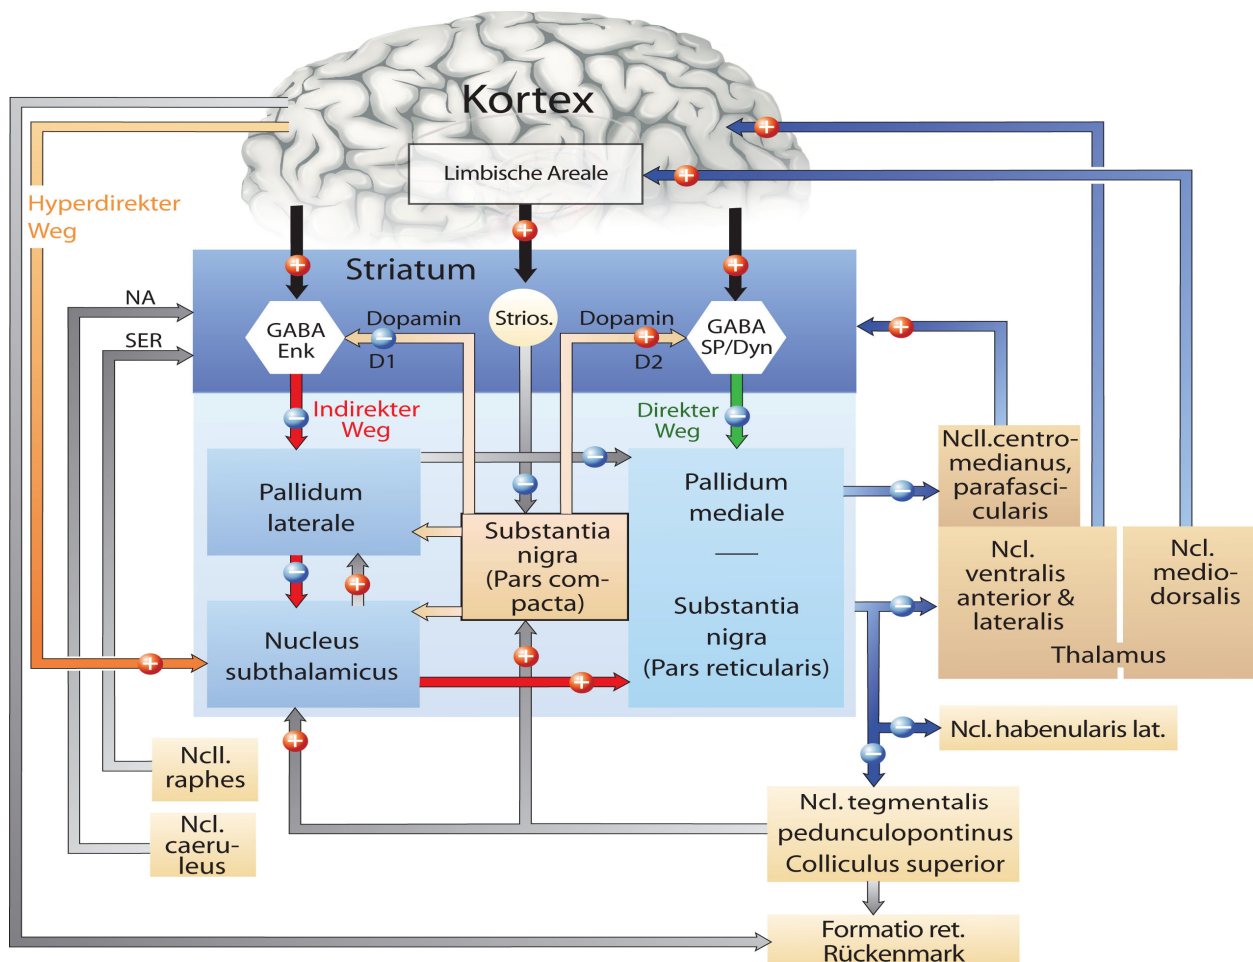 Kortex
Limbische Areale
Hyperdirekter
Weg
Striatum
NA
SER
GABA
Enk
Dopamin
D1
Strios.
Dopamin
D2
GABA
SP/Dyn
Indirekter
Weg
Direkter
Weg
Pallidum
laterale
Substantia
nigra
(Pars com-
pacta)
Pallidum
mediale
—
Substantia
nigra
(Pars reticularis)
Nucleus
subthalamicus
Ncll.centro-
medianus,
parafasci-
cularis
Ncl.
ventralis
anterior &
lateralis
Ncl.
medio-
dorsalis
Thalamus
Ncl. habenularis lat.
Ncll.
raphes
Ncl.
caeru-
leus
Ncl. tegmentalis
pedunculopontinus
Colliculus superior
Formatio ret.
Rückenmark